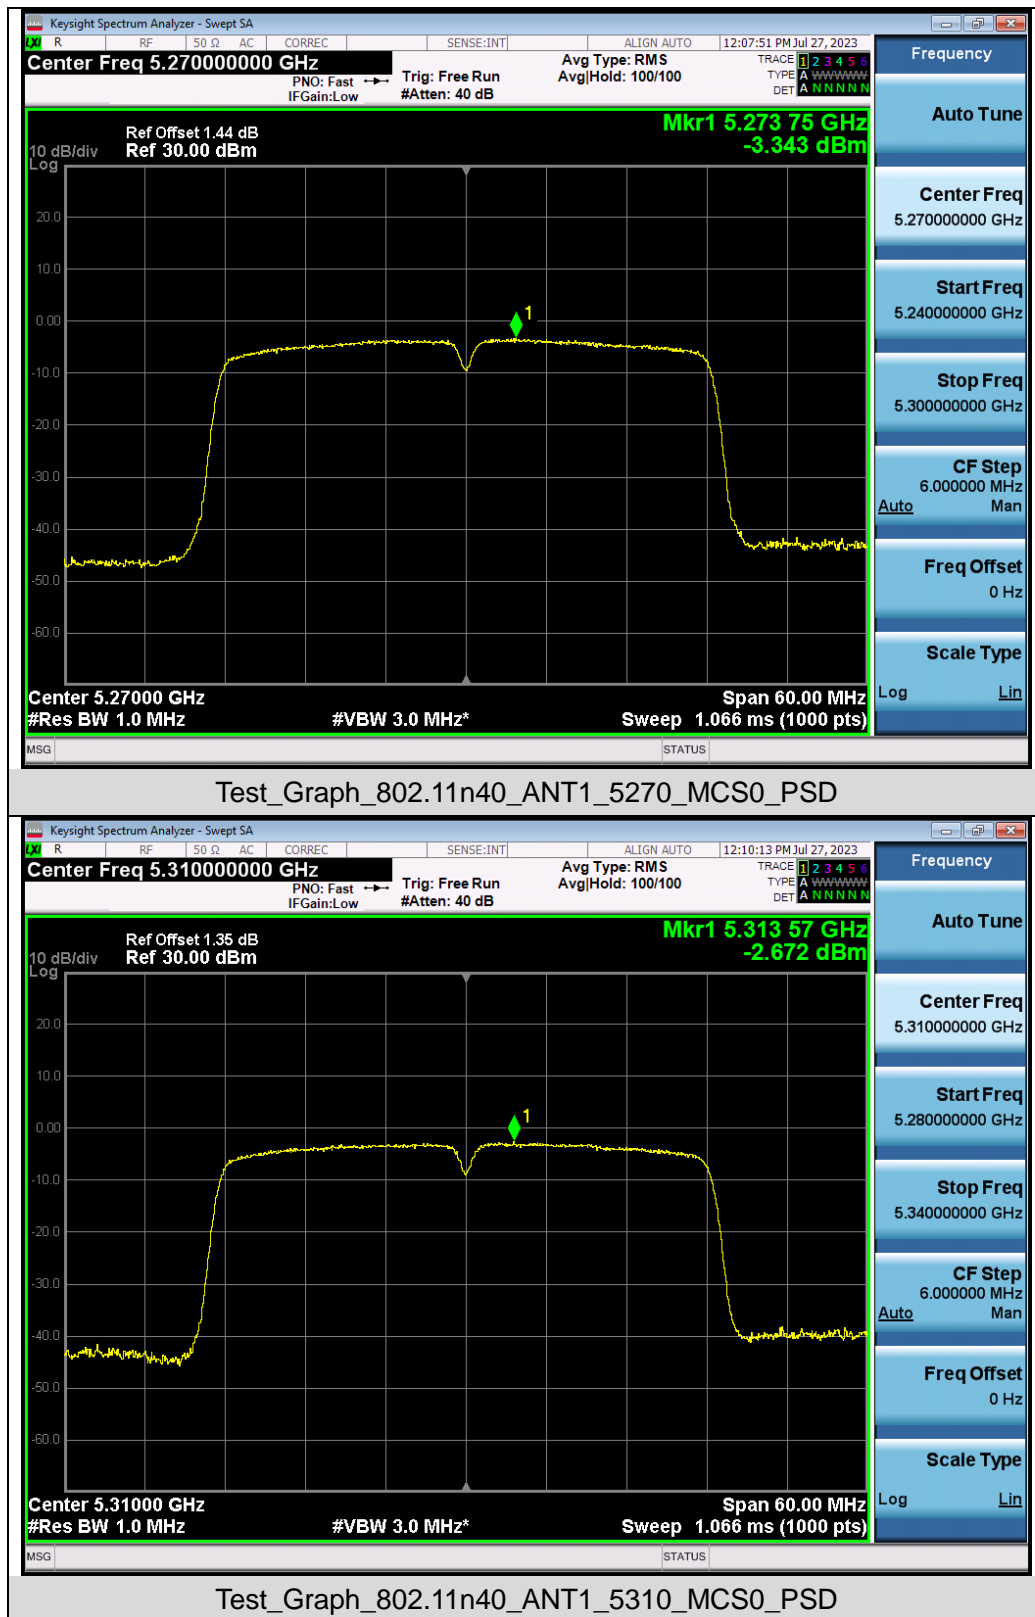 Keysight Spectrum Analyzer - Swept SA
LXI R RF 50 Ω AC CORREC SENSE:INT ALIGN AUTO 12:07:51 PM Jul 27, 2023
Center Freq 5.270000000 GHz
PNO: Fast
IFGain:Low
Trig: Free Run
#Atten: 40 dB
Avg Type: RMS
Avg|Hold: 100/100
TRACE 1 2 3 4 5 6
TYPE A WWWWW
DET A N N N N N
Ref Offset 1.44 dB
Ref 30.00 dBm
10 dB/div
Log
Mkr1 5.273 75 GHz
-3.343 dBm
20.0
10.0
0.00
-10.0
-20.0
-30.0
-40.0
-50.0
-60.0
1
Center 5.27000 GHz
#Res BW 1.0 MHz
#VBW 3.0 MHz*
Span 60.00 MHz
Sweep 1.066 ms (1000 pts)
MSG
STATUS
Frequency
Auto Tune
Center Freq
5.270000000 GHz
Start Freq
5.240000000 GHz
Stop Freq
5.300000000 GHz
CF Step
6.000000 MHz
Auto Man
Freq Offset
0 Hz
Scale Type
Log Lin
Test_Graph_802.11n40_ANT1_5270_MCS0_PSD
Keysight Spectrum Analyzer - Swept SA
LXI R RF 50 Ω AC CORREC SENSE:INT ALIGN AUTO 12:10:13 PM Jul 27, 2023
Center Freq 5.310000000 GHz
PNO: Fast
IFGain:Low
Trig: Free Run
#Atten: 40 dB
Avg Type: RMS
Avg|Hold: 100/100
TRACE 1 2 3 4 5 6
TYPE A WWWWW
DET A N N N N N
Ref Offset 1.35 dB
Ref 30.00 dBm
10 dB/div
Log
Mkr1 5.313 57 GHz
-2.672 dBm
20.0
10.0
0.00
-10.0
-20.0
-30.0
-40.0
-50.0
-60.0
1
Center 5.31000 GHz
#Res BW 1.0 MHz
#VBW 3.0 MHz*
Span 60.00 MHz
Sweep 1.066 ms (1000 pts)
MSG
STATUS
Frequency
Auto Tune
Center Freq
5.310000000 GHz
Start Freq
5.280000000 GHz
Stop Freq
5.340000000 GHz
CF Step
6.000000 MHz
Auto Man
Freq Offset
0 Hz
Scale Type
Log Lin
Test_Graph_802.11n40_ANT1_5310_MCS0_PSD